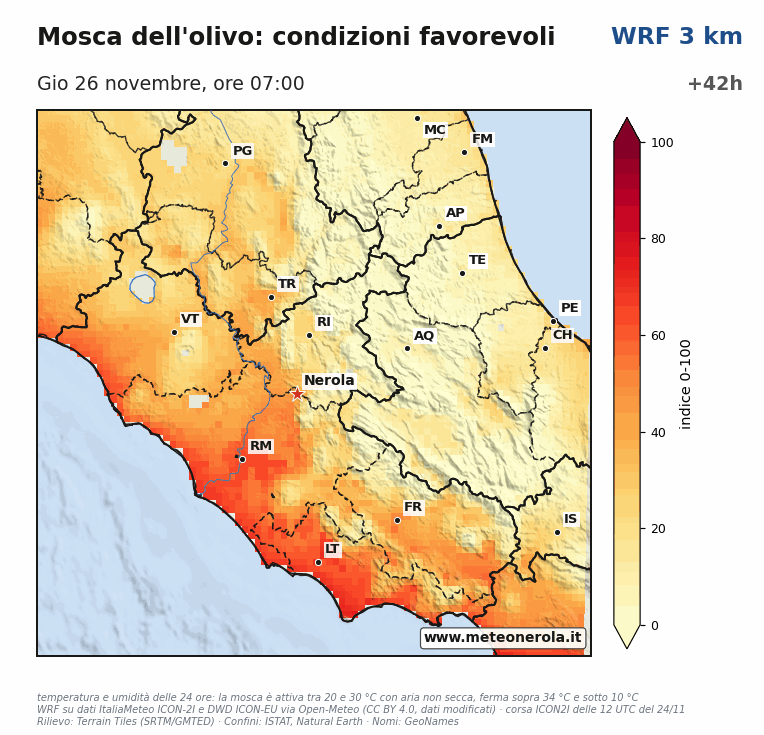 Mosca dell'olivo: condizioni favorevoli
WRF 3 km
Gio 26 novembre, ore 07:00
+42h
MC
FM
PG
AP
TE
TR
PE
VT
RI
AQ
CH
Nerola
RM
FR
IS
LT
www.meteonerola.it
100
80
60
40
20
0
indice 0-100
temperatura e umidità delle 24 ore: la mosca è attiva tra 20 e 30 °C con aria non secca, ferma sopra 34 °C e sotto 10 °C
WRF su dati ItaliaMeteo ICON-2I e DWD ICON-EU via Open-Meteo (CC BY 4.0, dati modificati) · corsa ICON2I delle 12 UTC del 24/11
Rilievo: Terrain Tiles (SRTM/GMTED) · Confini: ISTAT, Natural Earth · Nomi: GeoNames